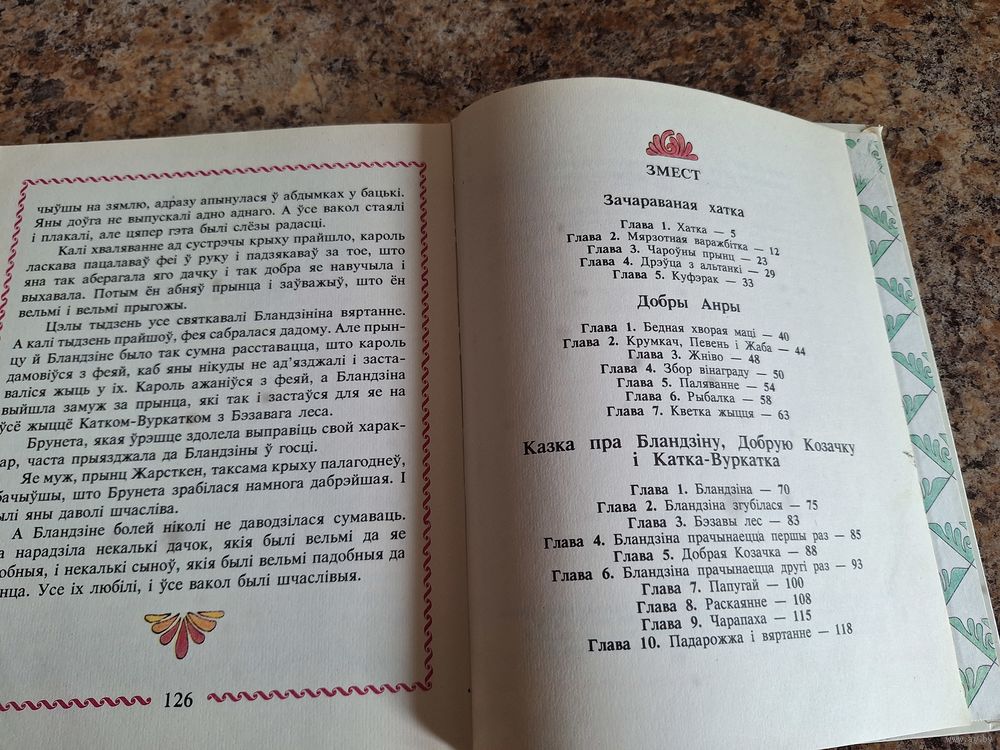 чыўшы на зямлю, адразу апынулася ў абдымках у бацькі.
Яны доўга не выпускалі адно аднаго. А ўсе вакол стаялі
і плакалі, але цяпер гэта былі слёзы радасці.
Калі хваляванне ад сустрэчы крыху прайшло, кароль
ласкава пацалаваў феі ў руку і падзякаваў за тое, што
яна так аберагала яго дачку і так добра яе навучыла і
выхавала. Потым ён абняў прынца і заўважыў, што ён
вельмі і вельмі прыгожы.
Цэлы тыдзень усе святкавалі Бландзініна вяртанне.
А калі тыдзень прайшоў, фея сабралася дадому. Але прын-
цу й Бландзіне было так сумна расставацца, што кароль
дамовіўся з феяй, каб яны нікуды не ад'язджалі і заста-
валіся жыць у іх. Кароль ажаніўся з феяй, а Бландзіна
выйшла замуж за прынца, які так і застаўся для яе на
ўсё жыццё Катком-Вуркатком з Бэзавага леса.
Брунета, якая ўрэшце здолела выправіць свой харак-
ар, часта прыязджала да Бландзіны ў госці.
Яе муж, прынц Жарсткен, таксама крыху палагоднеў,
бачыўшы, што Брунета зрабілася намнога дабрэйшая. І
ылі яны даволі шчасліва.
А Бландзіне болей ніколі не даводзілася сумаваць.
а нарадзіла некалькі дачок, якія былі вельмі да яе
обныя, і некалькі сыноў, якія былі вельмі падобны да
нца. Усе іх любілі, і ўсе вакол былі шчаслівыя.
126
ЗМЕСТ
Зачараваная хатка
Глава 1. Хатка — 5
Глава 2. Мярзотная варажбітка — 12
Глава 3. Чароўны прынц — 23
Глава 4. Дрэўца з альтанкі — 29
Глава 5. Куфэрак — 33
Добры Анры
Глава 1. Бедная хворая маці — 40
Глава 2. Крумкач, Певень і Жаба — 44
Глава 3. Жніво — 48
Глава 4. Збор вінаграду — 50
Глава 5. Паляванне — 54
Глава 6. Рыбалка — 58
Глава 7. Кветка жыцця — 63
Казка пра Бландзіну, Добрую Козачку
і Катка-Вуркатка
Глава 1. Бландзіна — 70
Глава 2. Бландзіна згубілася — 75
Глава 3. Бэзавы лес — 83
Глава 4. Бландзіна прачынаецца першы раз — 85
Глава 5. Добрая Козачка — 88
Глава 6. Бландзіна прачынаецца другі раз — 93
Глава 7. Папугай — 100
Глава 8. Раскаянне — 108
Глава 9. Чарапаха — 115
Глава 10. Падарожжа і вяртанне — 118